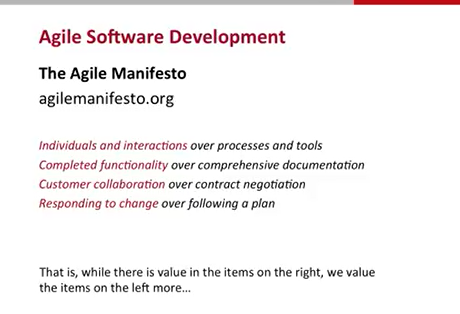 Agile Software Development
The Agile Manifesto
agilemanifesto.org
Individuals and interactions over processes and tools
Completed functionality over comprehensive documentation
Customer collaboration over contract negotiation
Responding to change over following a plan
That is, while there is value in the items on the right, we value
the items on the left more...